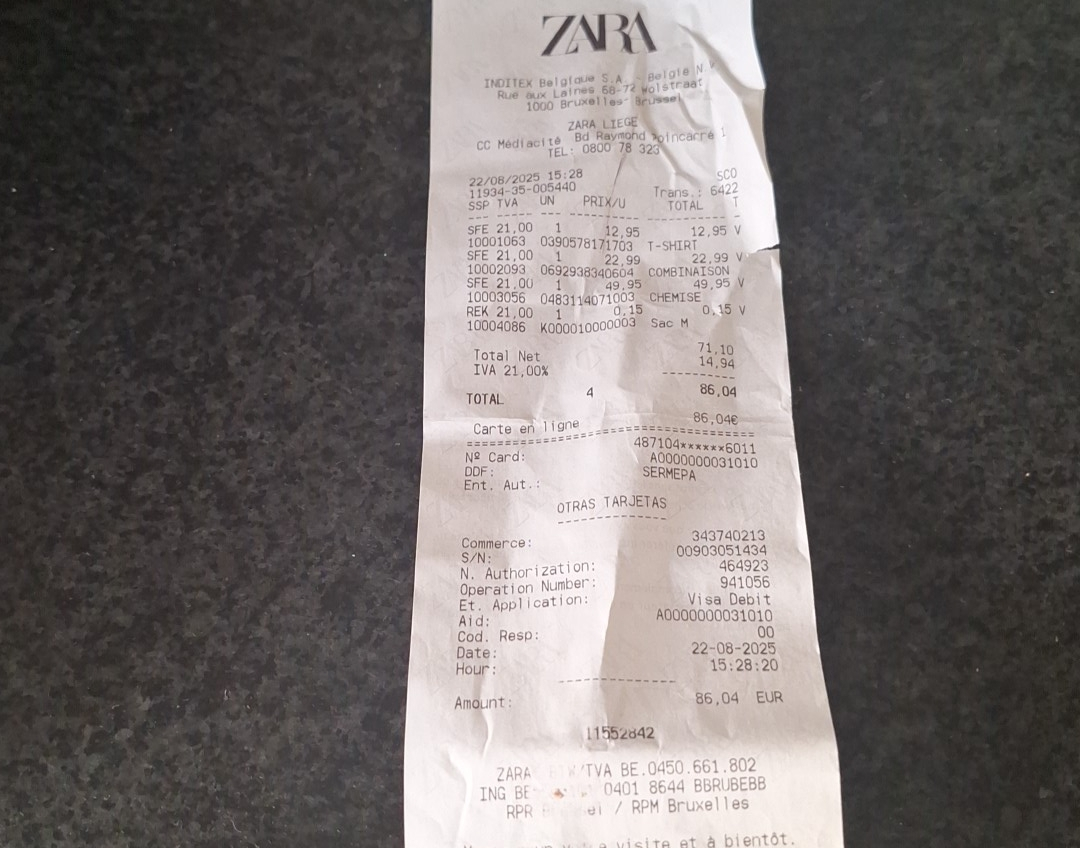 ZARA
INDITEX Belgique S.A. - Belgie N.V
Rue aux Laines 68-72 Wolstraat
1000 Bruxelles- Brussel
ZARA LIEGE
CC Médiacité Bd Raymond Poincarré 1
TEL: 0800 78 323
22/08/2025 15:28 SCO
11934-35-005440 Trans.: 6422
SSP TVA UN PRIX/U TOTAL T
SFE 21,00 1 12,95 12,95 V
10001063 0390578171703 T-SHIRT
SFE 21,00 1 22,99 22,99 V
10002093 0692938340604 COMBINAISON
SFE 21,00 1 49,95 49,95 V
10003056 0483114071003 CHEMISE
REK 21,00 1 0,15 0,15 V
10004086 K000010000003 Sac M
Total Net 71,10
IVA 21,00% 14,94
TOTAL 4 86,04
Carte en ligne 86,04€
Nº Card: 487104******6011
DDF: A0000000031010
Ent. Aut.: SERMEPA
OTRAS TARJETAS
Commerce: 343740213
S/N: 00903051434
N. Authorization: 464923
Operation Number: 941056
Et. Application: Visa Debit
Aid: A0000000031010
Cod. Resp: 00
Date: 22-08-2025
Hour: 15:28:20
Amount: 86,04 EUR
11552842
ZARA /TVA BE.0450.661.802
ING BE 0401 8644 BBRUBEBB
RPR / RPM Bruxelles
visite et à bientôt.